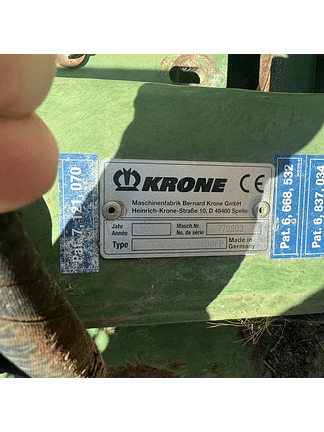 KRONE CE
Maschinenfabrik Bernard Krone GmbH
Heinrich-Krone-Straße 10, D 48480 Spelle
Jahr
Année
Masch.Nr.
No. de série
770903
Type
Made in
Germany
Pat. 7, 121, 070
Pat. 6, 668, 532
Pat. 6, 837, 034